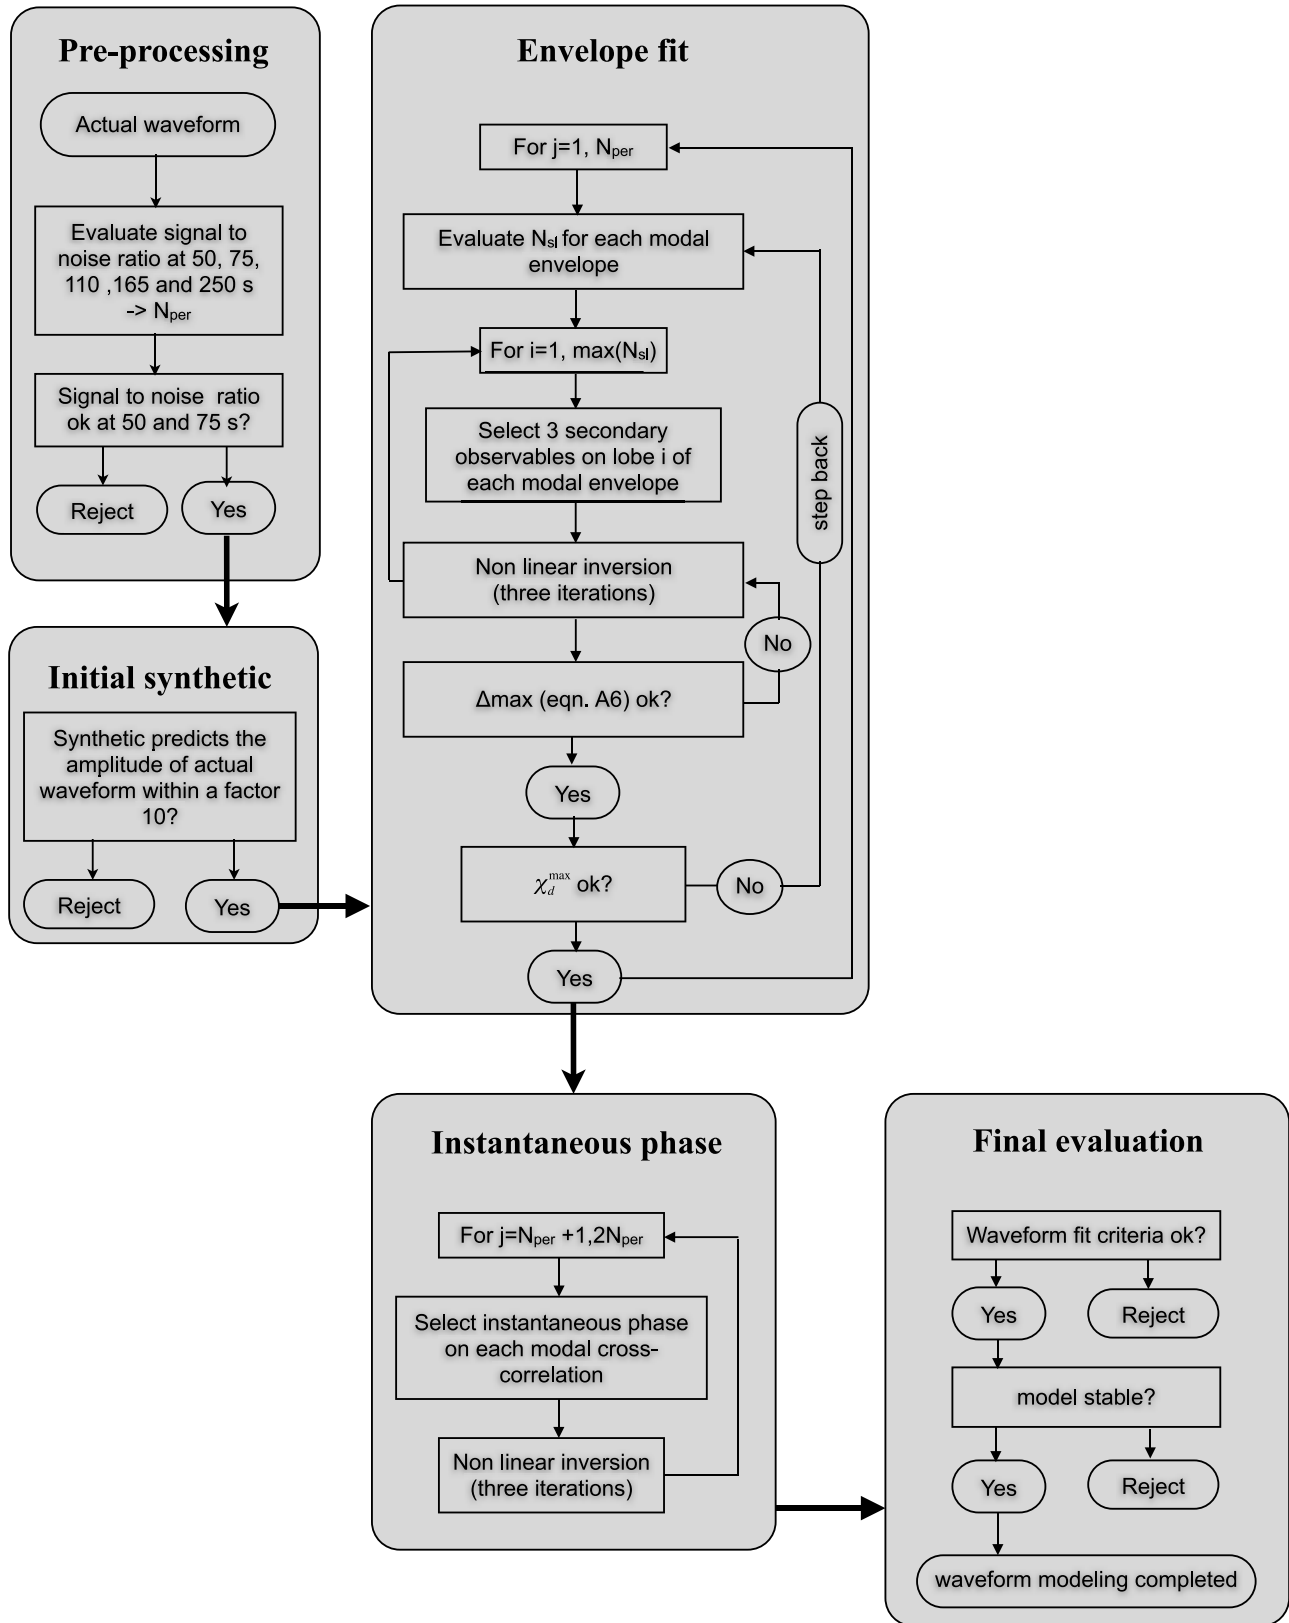 Pre-processing
Actual waveform
Evaluate signal to
noise ratio at 50, 75,
110 ,165 and 250 s
-> Nper
Signal to noise ratio
ok at 50 and 75 s?
Reject
Yes
Initial synthetic
Synthetic predicts the
amplitude of actual
waveform within a factor
10?
Reject
Yes
Envelope fit
For j=1, Nper
Evaluate Nsl for each modal
envelope
For i=1, max(Nsl)
Select 3 secondary
observables on lobe i of
each modal envelope
step back
Non linear inversion
(three iterations)
No
Δmax (eqn. A6) ok?
Yes
χd^max ok?
No
Yes
Instantaneous phase
For j=Nper +1,2Nper
Select instantaneous phase
on each modal cross-
correlation
Non linear inversion
(three iterations)
Final evaluation
Waveform fit criteria ok?
Yes
Reject
model stable?
Yes
Reject
waveform modeling completed